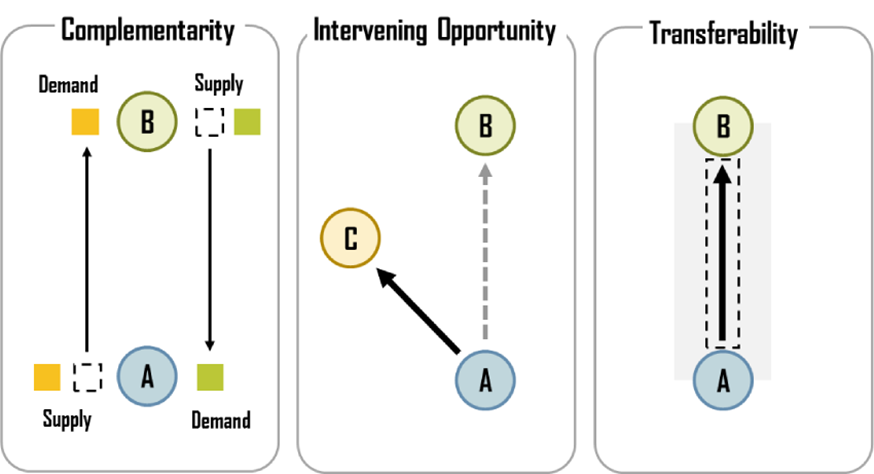 Complementarity
Demand
Supply
B
A
Supply
Demand
Intervening Opportunity
B
C
A
Transferability
B
A